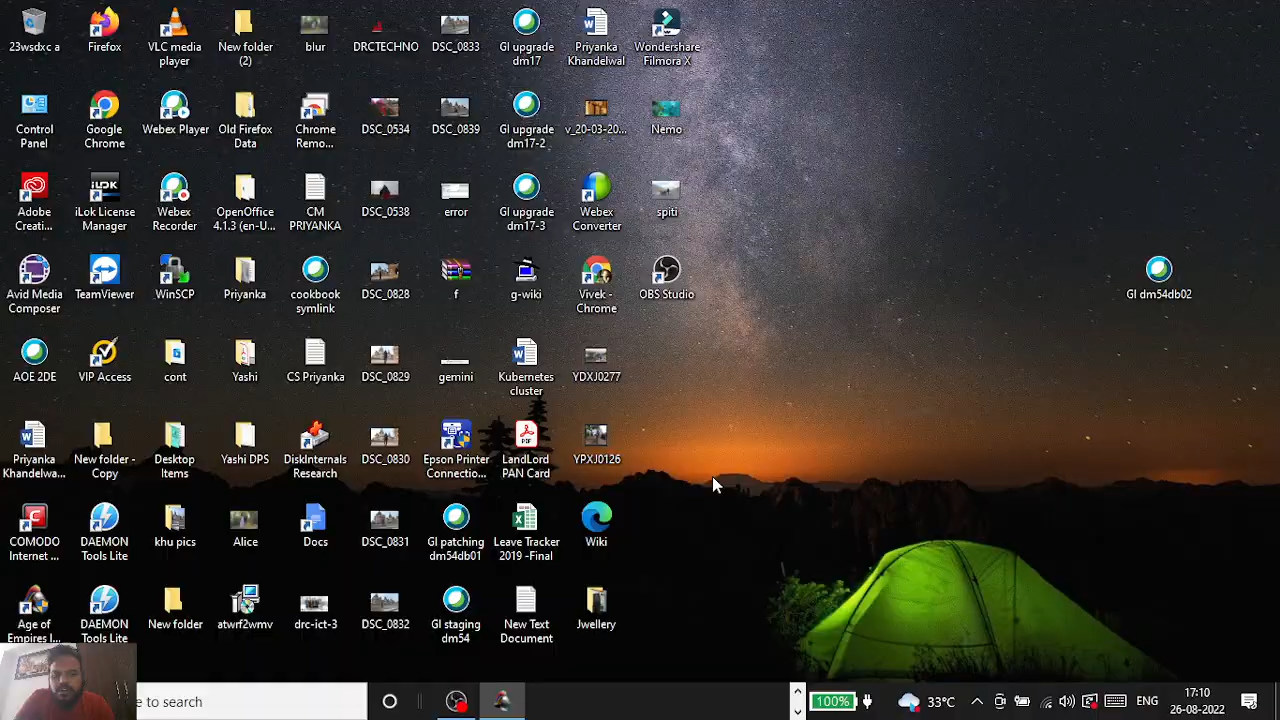 23wsdxc a
Firefox
VLC media
player
New folder
(2)
blur
DRCTECHNO
DSC_0833
GI upgrade
dm17
Priyanka
Khandelwal
Wondershare
Filmora X
Control
Panel
Google
Chrome
Webex Player
Old Firefox
Data
Chrome
Remo...
DSC_0534
DSC_0839
GI upgrade
dm17-2
v_20-03-20...
Nemo
Adobe
Creati...
iLOK
iLok License
Manager
Webex
Recorder
OpenOffice
4.1.3 (en-U...
CM
PRIYANKA
DSC_0538
error
GI upgrade
dm17-3
Webex
Converter
spiti
Avid Media
Composer
TeamViewer
WinSCP
Priyanka
cookbook
symlink
DSC_0828
f
g-wiki
Vivek -
Chrome
OBS Studio
GI dm54db02
AOE 2DE
VIP Access
cont
Yashi
CS Priyanka
DSC_0829
gemini
Kubernetes
cluster
YDXJ0277
Priyanka
Khandelwa...
New folder -
Copy
Desktop
Items
Yashi DPS
DiskInternals
Research
DSC_0830
Epson Printer
Connectio...
PDF
LandLord
PAN Card
YPXJ0126
COMODO
Internet ...
DAEMON
Tools Lite
khu pics
Alice
Docs
DSC_0831
GI patching
dm54db01
Leave Tracker
2019 -Final
Wiki
Age of
Empires I...
DAEMON
Tools Lite
New folder
atwrf2wmv
drc-ict-3
DSC_0832
GI staging
dm54
New Text
Document
Jwellery
to search
100%
33°C
ENG
17:10
26-08-2022